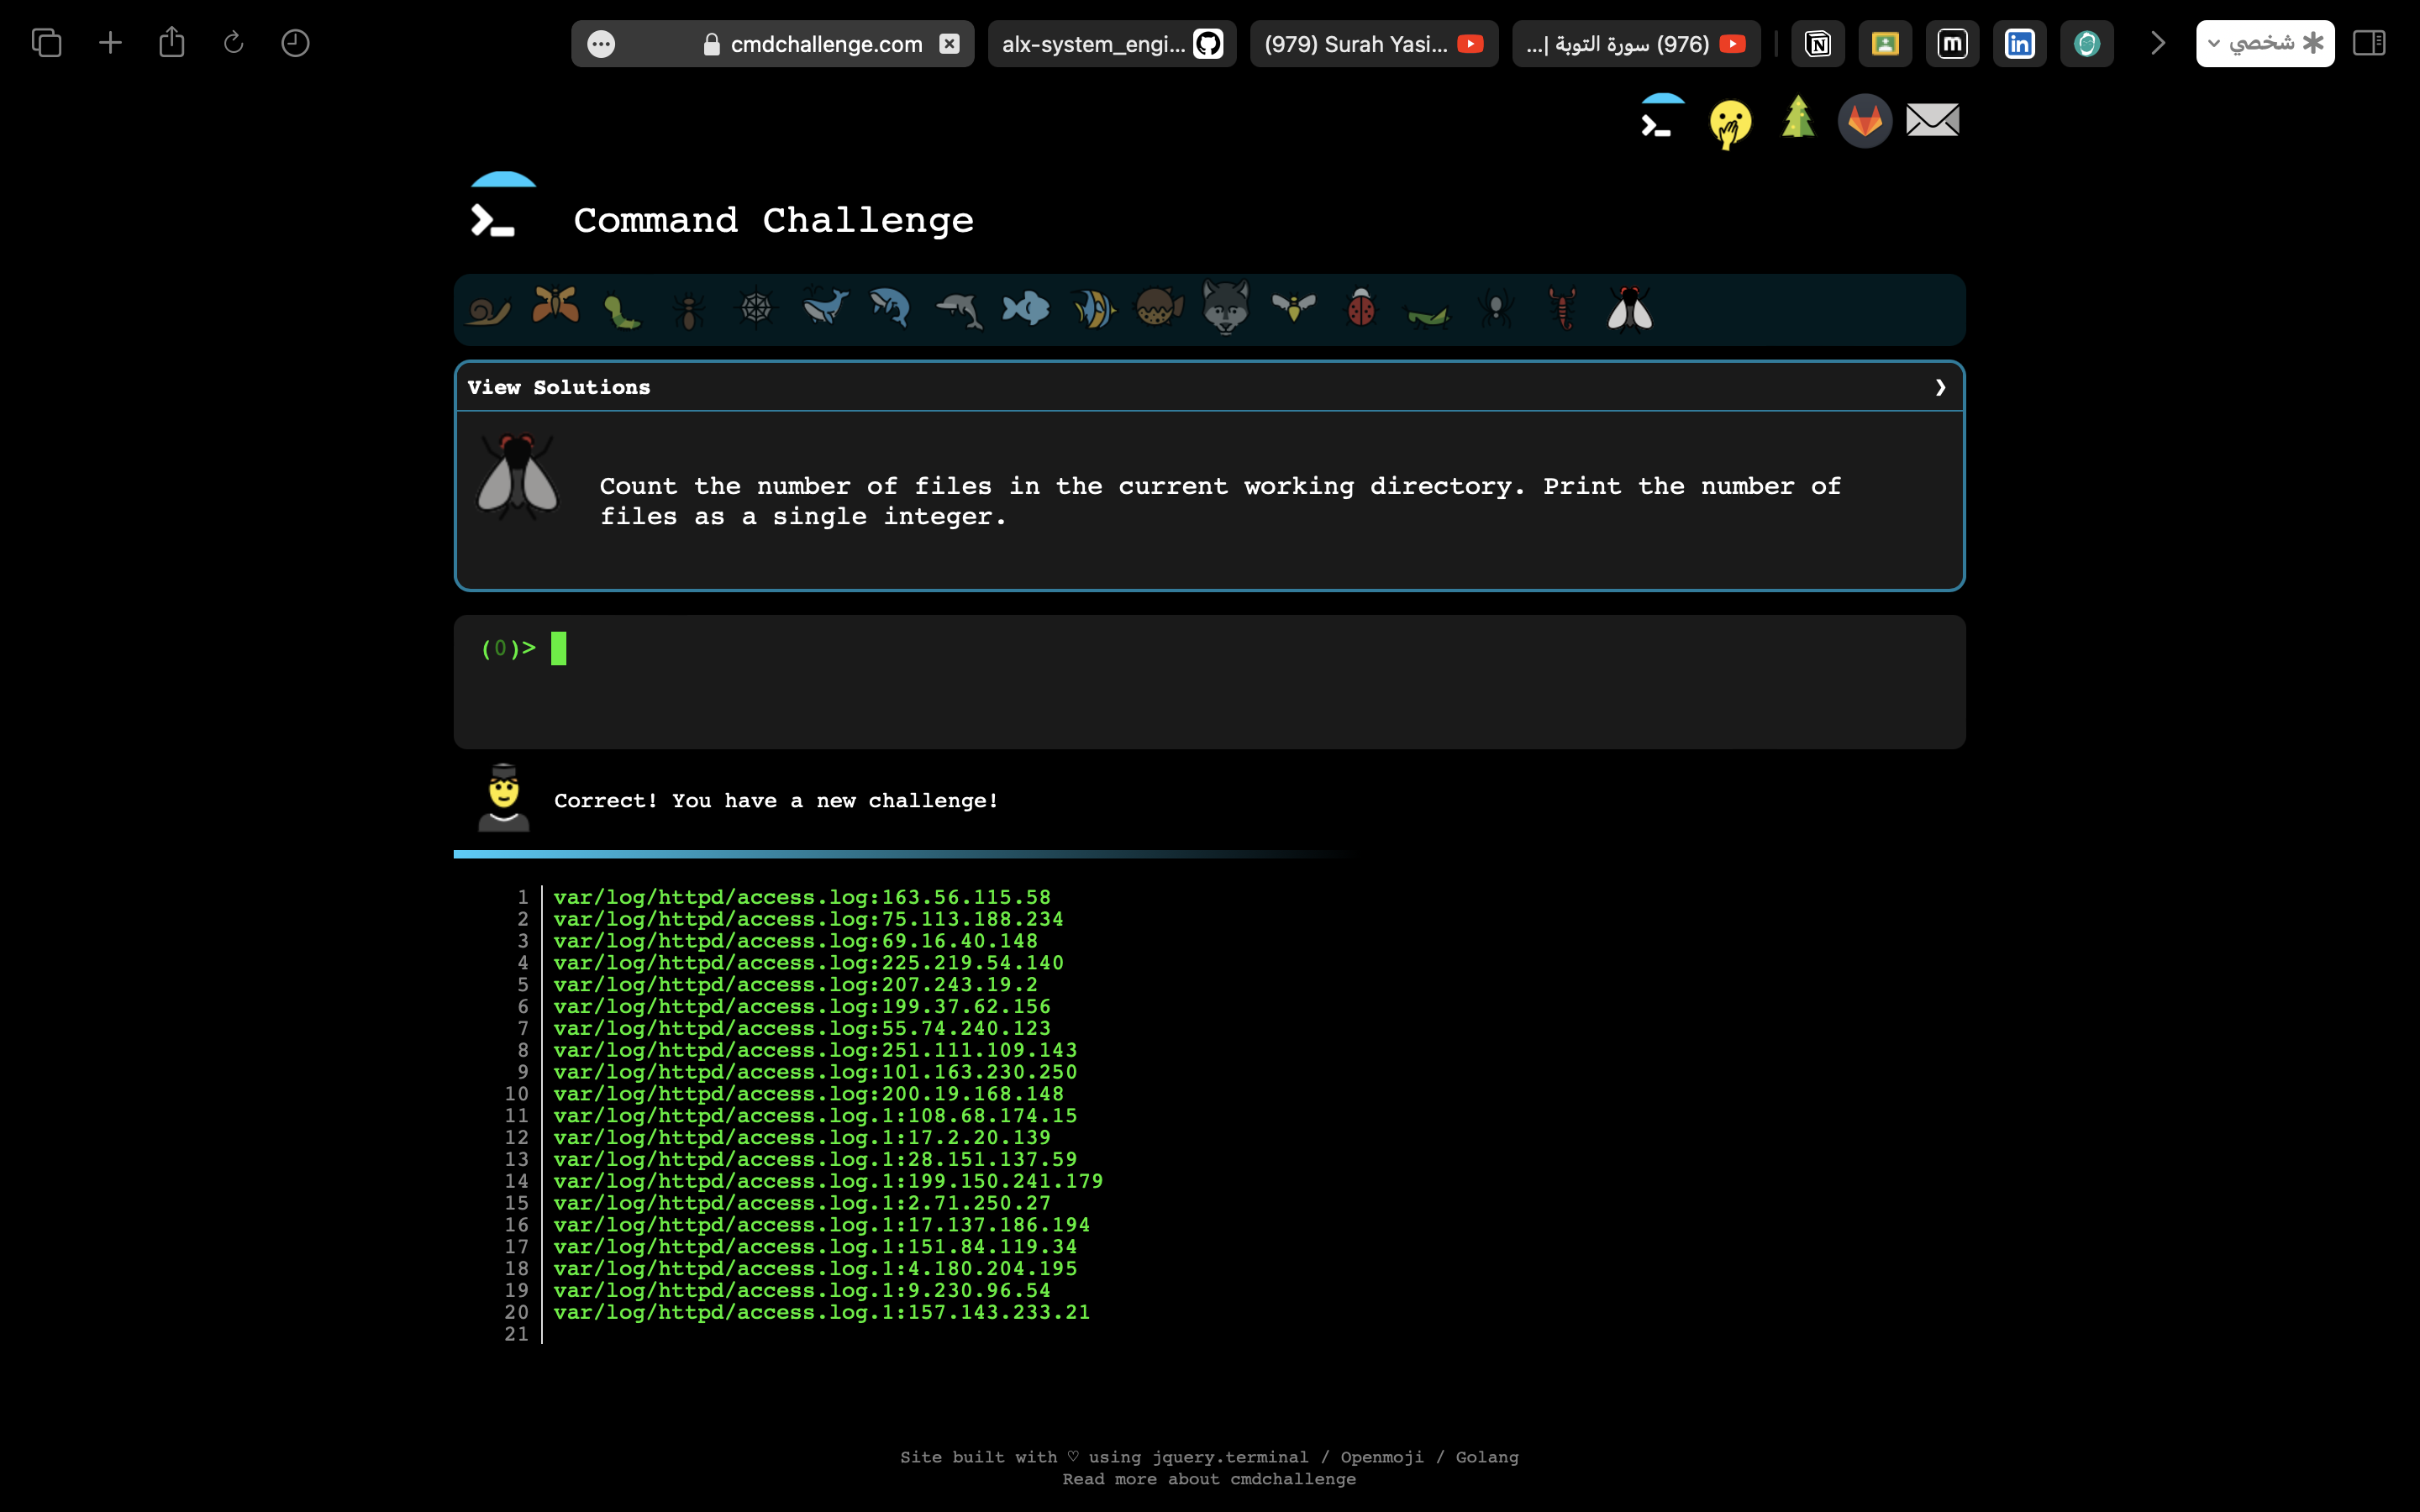 cmdchallenge.com
alx-system_engi...
(979) Surah Yasi...
(976) سورة التوبة |...
شخصي
Command Challenge
View Solutions
Count the number of files in the current working directory. Print the number of
files as a single integer.
(0)>
Correct! You have a new challenge!
1 var/log/httpd/access.log:163.56.115.58
2 var/log/httpd/access.log:75.113.188.234
3 var/log/httpd/access.log:69.16.40.148
4 var/log/httpd/access.log:225.219.54.140
5 var/log/httpd/access.log:207.243.19.2
6 var/log/httpd/access.log:199.37.62.156
7 var/log/httpd/access.log:55.74.240.123
8 var/log/httpd/access.log:251.111.109.143
9 var/log/httpd/access.log:101.163.230.250
10 var/log/httpd/access.log:200.19.168.148
11 var/log/httpd/access.log.1:108.68.174.15
12 var/log/httpd/access.log.1:17.2.20.139
13 var/log/httpd/access.log.1:28.151.137.59
14 var/log/httpd/access.log.1:199.150.241.179
15 var/log/httpd/access.log.1:2.71.250.27
16 var/log/httpd/access.log.1:17.137.186.194
17 var/log/httpd/access.log.1:151.84.119.34
18 var/log/httpd/access.log.1:4.180.204.195
19 var/log/httpd/access.log.1:9.230.96.54
20 var/log/httpd/access.log.1:157.143.233.21
21
Site built with ♡ using jquery.terminal / Openmoji / Golang
Read more about cmdchallenge